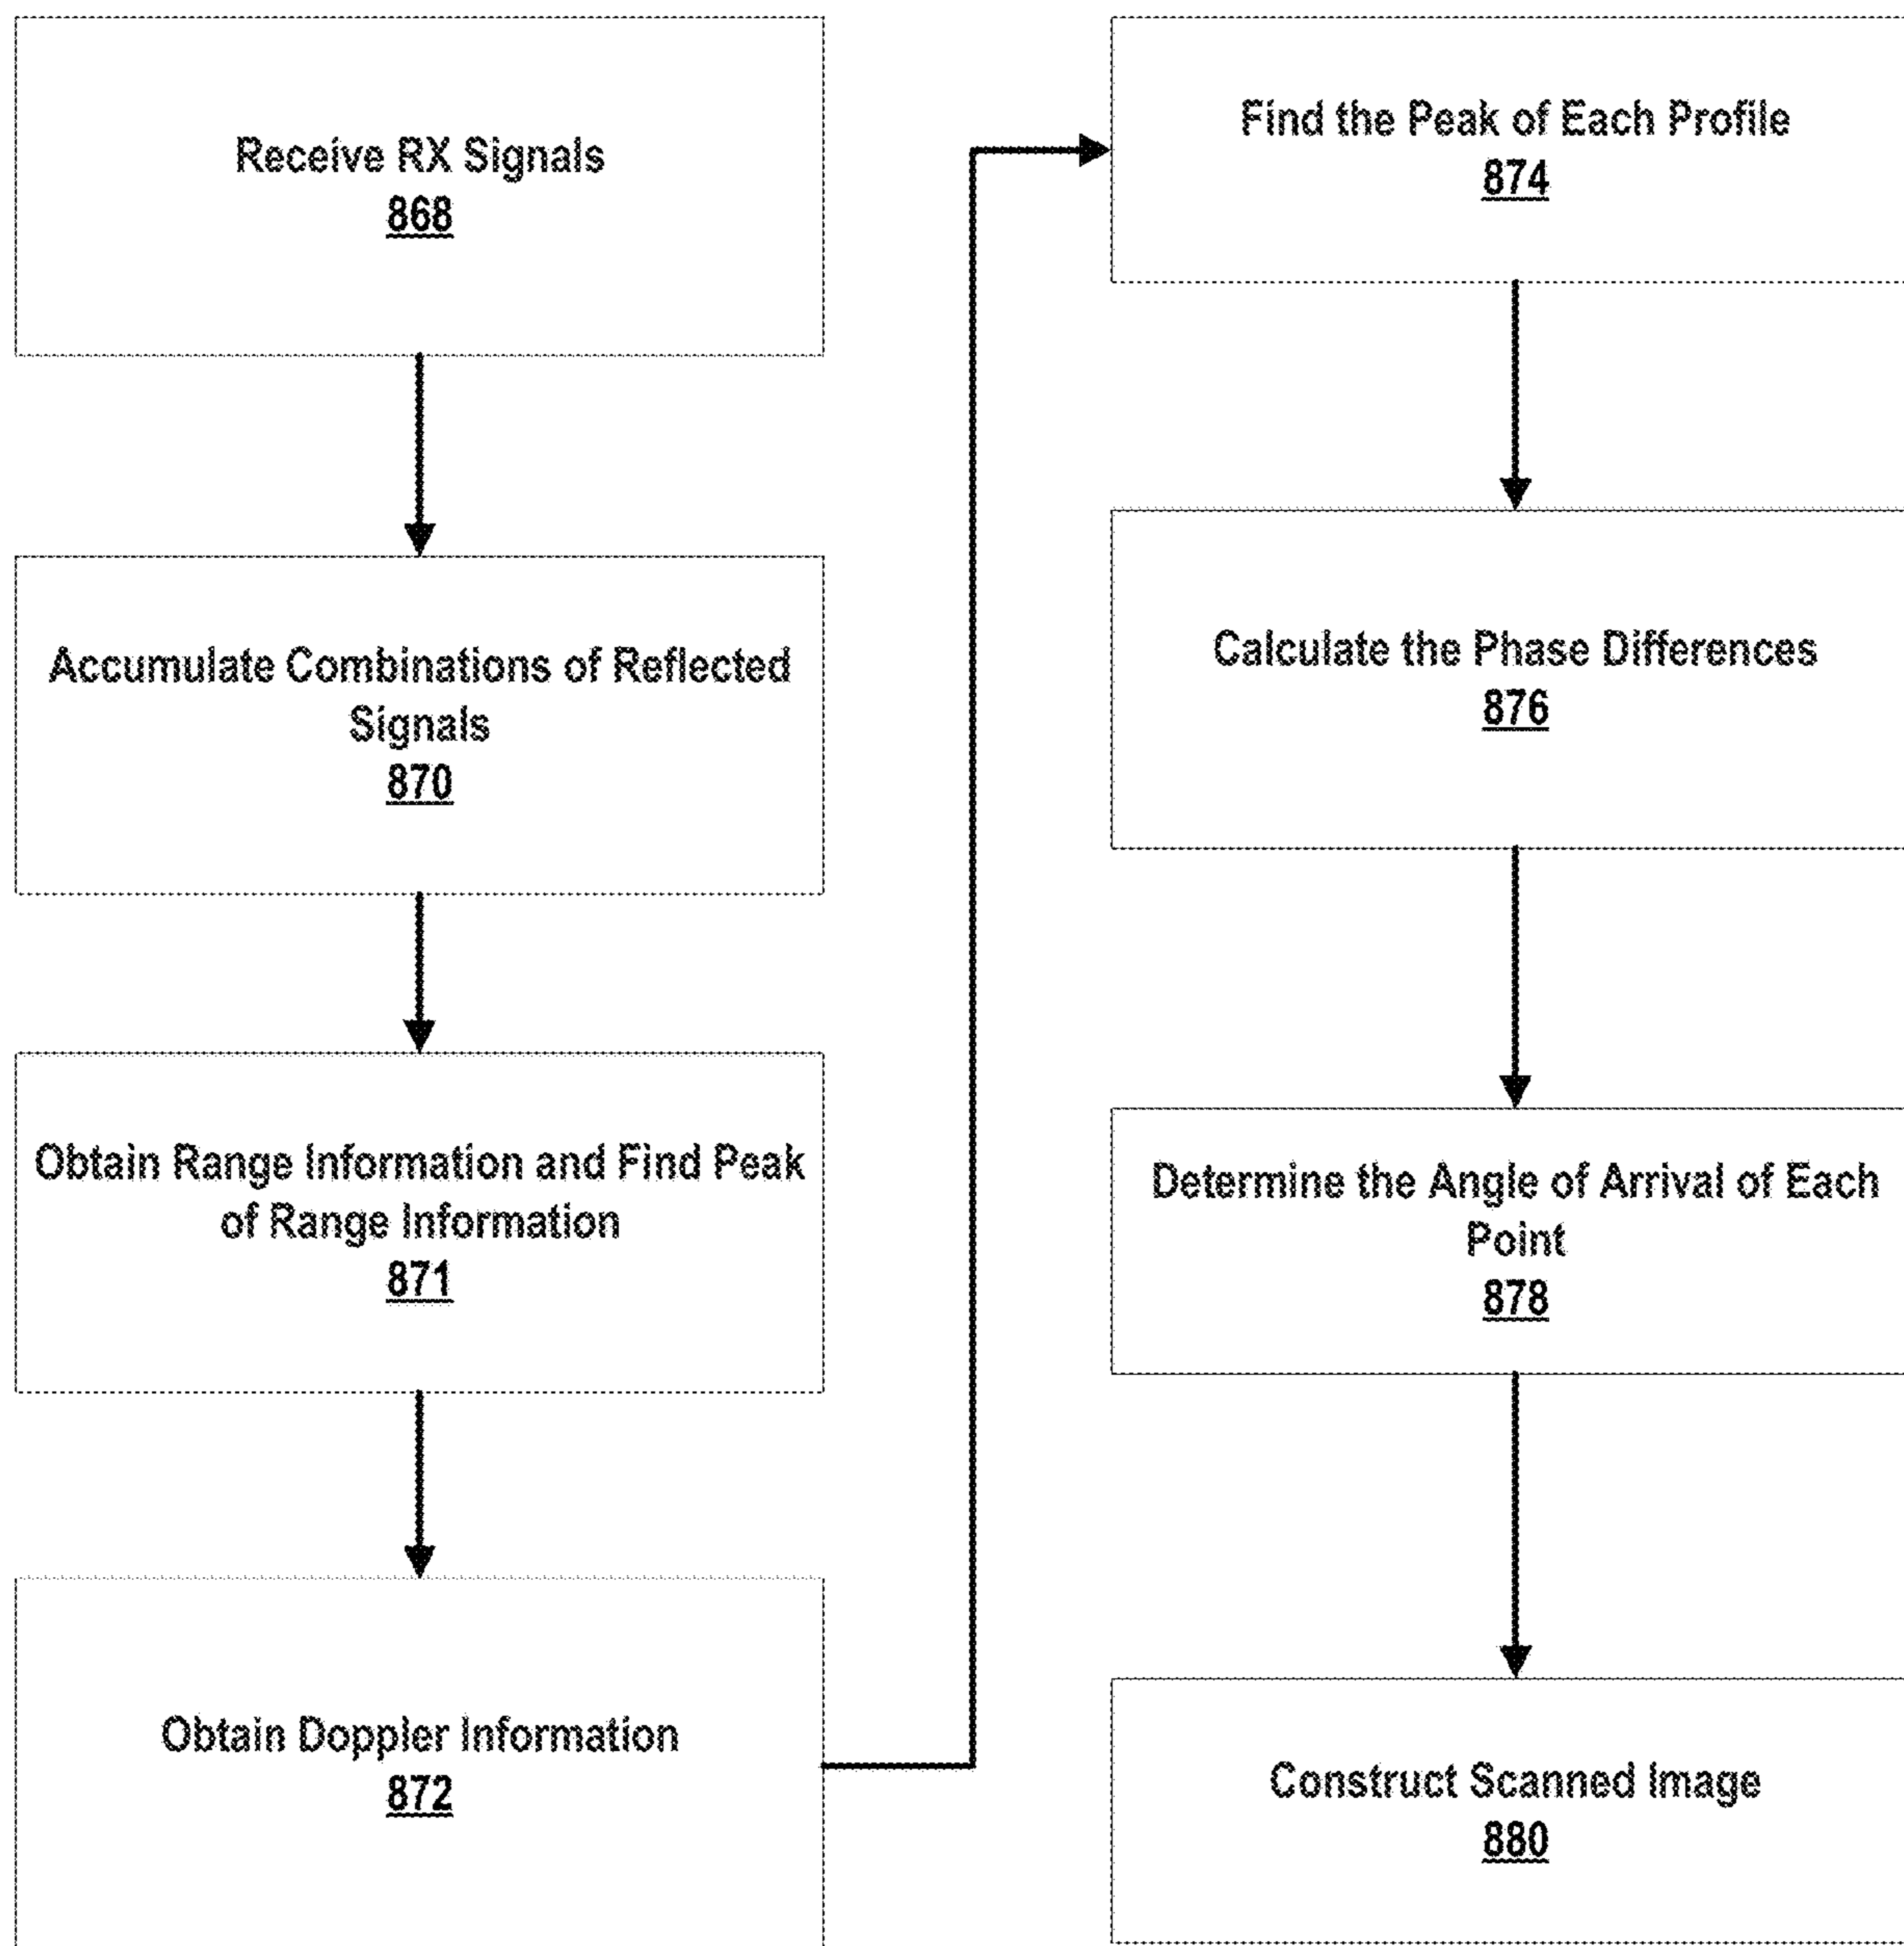 Receive RX Signals
868
Accumulate Combinations of Reflected
Signals
870
Obtain Range Information and Find Peak
of Range Information
871
Obtain Doppler Information
872
Find the Peak of Each Profile
874
Calculate the Phase Differences
876
Determine the Angle of Arrival of Each
Point
878
Construct Scanned Image
880